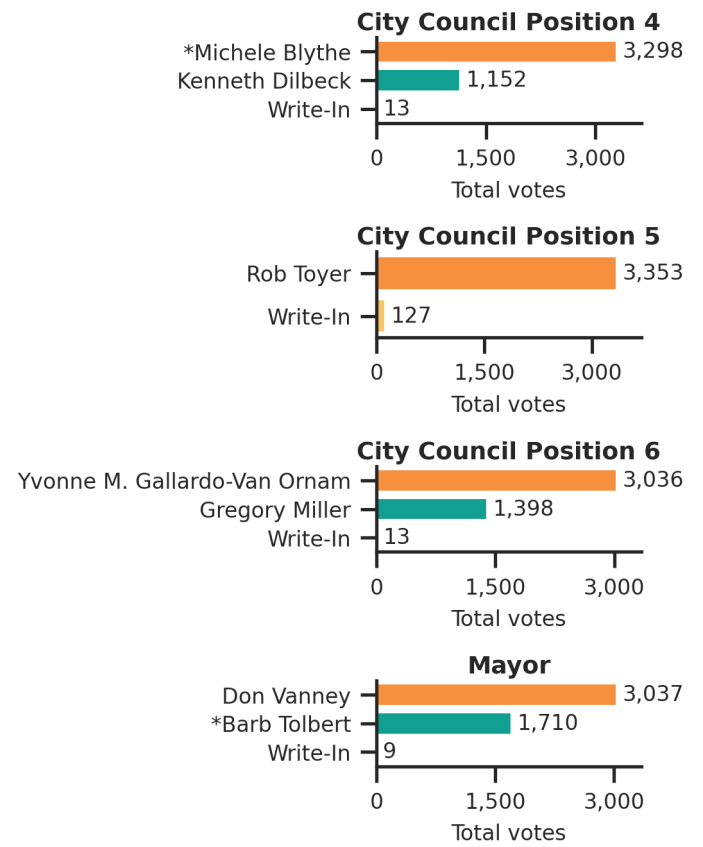 City Council Position 4
*Michele Blythe 3,298
Kenneth Dilbeck 1,152
Write-In 13
0 1,500 3,000
Total votes
City Council Position 5
Rob Toyer 3,353
Write-In 127
0 1,500 3,000
Total votes
City Council Position 6
Yvonne M. Gallardo-Van Ornam 3,036
Gregory Miller 1,398
Write-In 13
0 1,500 3,000
Total votes
Mayor
Don Vanney 3,037
*Barb Tolbert 1,710
Write-In 9
0 1,500 3,000
Total votes